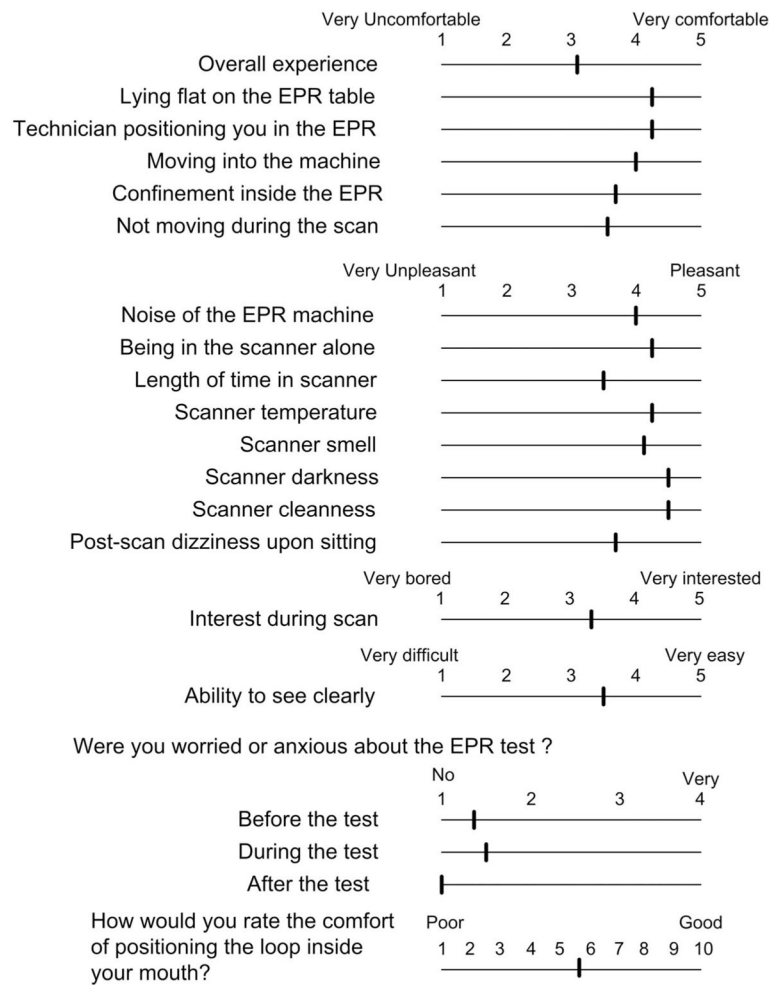 Very Uncomfortable Very comfortable
1 2 3 4 5
Overall experience
Lying flat on the EPR table
Technician positioning you in the EPR
Moving into the machine
Confinement inside the EPR
Not moving during the scan
Very Unpleasant Pleasant
1 2 3 4 5
Noise of the EPR machine
Being in the scanner alone
Length of time in scanner
Scanner temperature
Scanner smell
Scanner darkness
Scanner cleanness
Post-scan dizziness upon sitting
Very bored Very interested
1 2 3 4 5
Interest during scan
Very difficult Very easy
1 2 3 4 5
Ability to see clearly
Were you worried or anxious about the EPR test ?
No Very
1 2 3 4
Before the test
During the test
After the test
How would you rate the comfort Poor Good
of positioning the loop inside 1 2 3 4 5 6 7 8 9 10
your mouth?